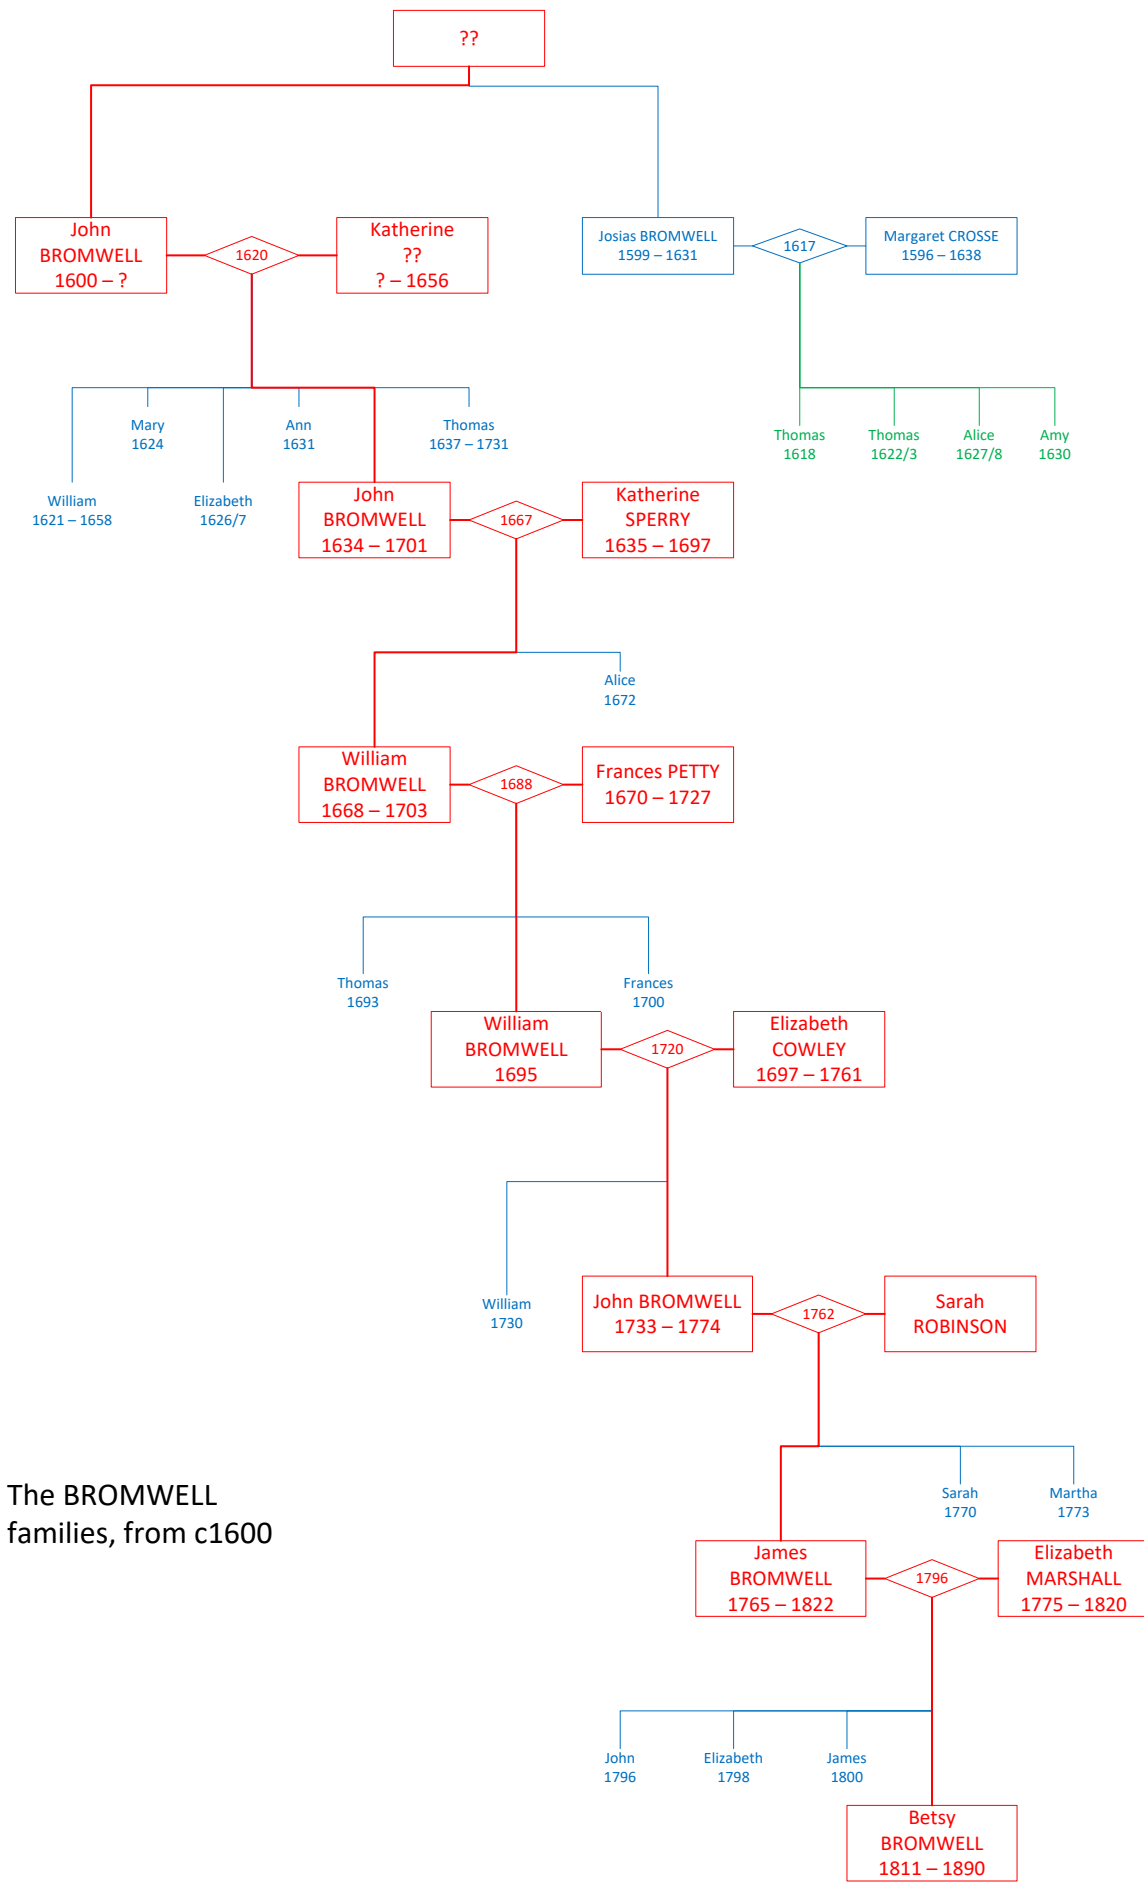 ??
John
BROMWELL
1600 – ?
1620
Katherine
??
? – 1656
Josias BROMWELL
1599 – 1631
1617
Margaret CROSSE
1596 – 1638
William
1621 – 1658
Mary
1624
Elizabeth
1626/7
Ann
1631
Thomas
1637 – 1731
Thomas
1618
Thomas
1622/3
Alice
1627/8
Amy
1630
John
BROMWELL
1634 – 1701
1667
Katherine
SPERRY
1635 – 1697
Alice
1672
William
BROMWELL
1668 – 1703
1688
Frances PETTY
1670 – 1727
Thomas
1693
Frances
1700
William
BROMWELL
1695
1720
Elizabeth
COWLEY
1697 – 1761
William
1730
John BROMWELL
1733 – 1774
1762
Sarah
ROBINSON
Sarah
1770
Martha
1773
The BROMWELL
families, from c1600
James
BROMWELL
1765 – 1822
1796
Elizabeth
MARSHALL
1775 – 1820
John
1796
Elizabeth
1798
James
1800
Betsy
BROMWELL
1811 – 1890